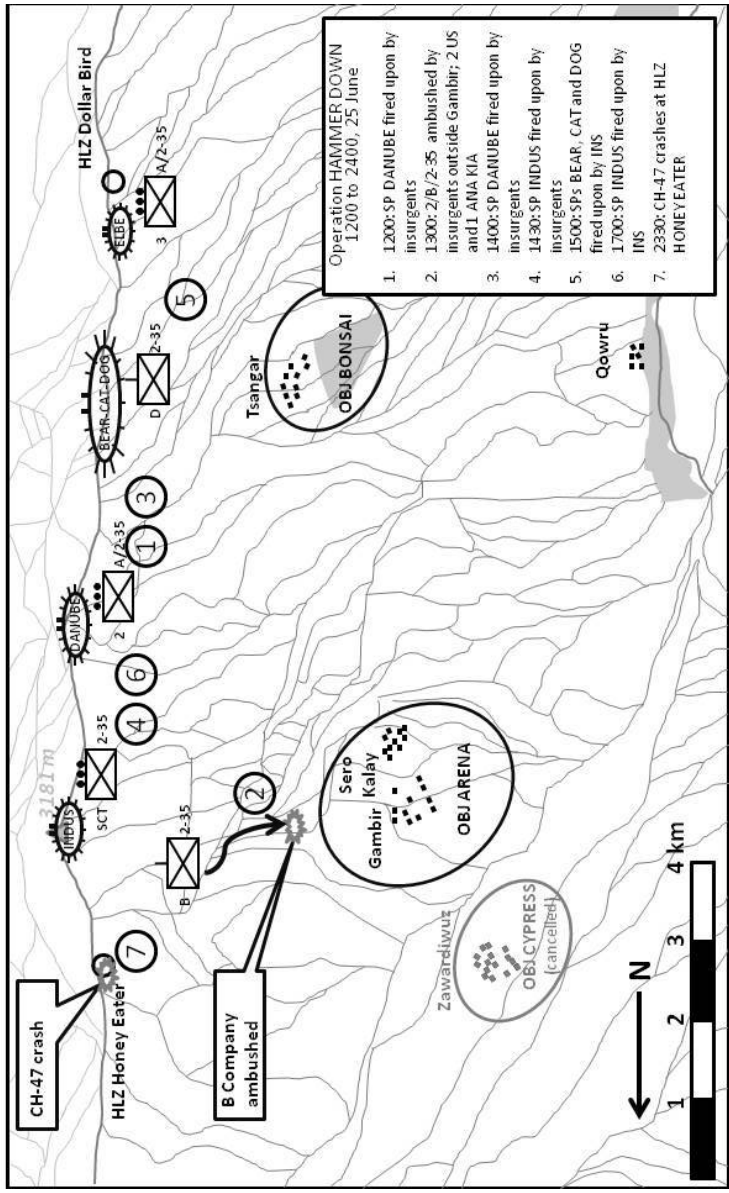 CH-47 crash
HLZ Honey Eater
7
3181 m
INDUS
SCT
2-35
4
6
DANUBE
2
A/2-35
1
3
BEAR-CAT-DOG
D
2-35
5
ELBE
3
A/2-35
HLZ Dollar Bird
B
2-35
2
B Company
ambushed
Tsangar
OBJ BONSAI
Sero
Kalay
Gambir
OBJ ARENA
Zawardiwuz
OBJ CYPRESS
(cancelled)
Qowru
N
1
2
3
4 km
Operation HAMMER DOWN
1200 to 2400, 25 June
1. 1200: SP DANUBE fired upon by
insurgents
2. 1300: 2/B/2-35 ambushed by
insurgents outside Gambir; 2 US
and 1 ANA KIA
3. 1400: SP DANUBE fired upon by
insurgents
4. 1430: SP INDUS fired upon by
insurgents
5. 1500: SPs BEAR, CAT and DOG
fired upon by INS
6. 1700: SP INDUS fired upon by
INS
7. 2330: CH-47 crashes at HLZ
HONEY EATER